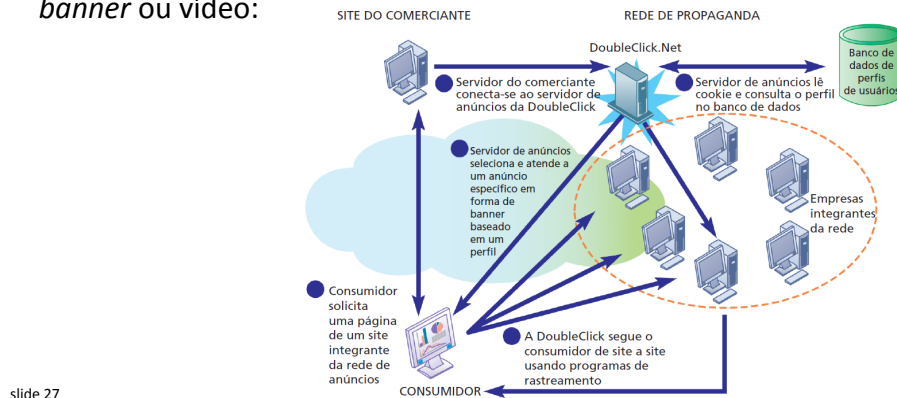 banner ou vídeo:
SITE DO COMERCIANTE
REDE DE PROPAGANDA
DoubleClick.Net
Banco de
dados de
perfis
de usuários
Servidor do comerciante
conecta-se ao servidor de
anúncios da DoubleClick
Servidor de anúncios lê
cookie e consulta o perfil
no banco de dados
Servidor de anúncios
seleciona e atende a
um anúncio
específico em
forma de
banner
baseado
em um
perfil
Empresas
integrantes
da rede
Consumidor
solicita
uma página
de um site
integrante
da rede de
anúncios
A DoubleClick segue o
consumidor de site a site
usando programas de
rastreamento
CONSUMIDOR
slide 27